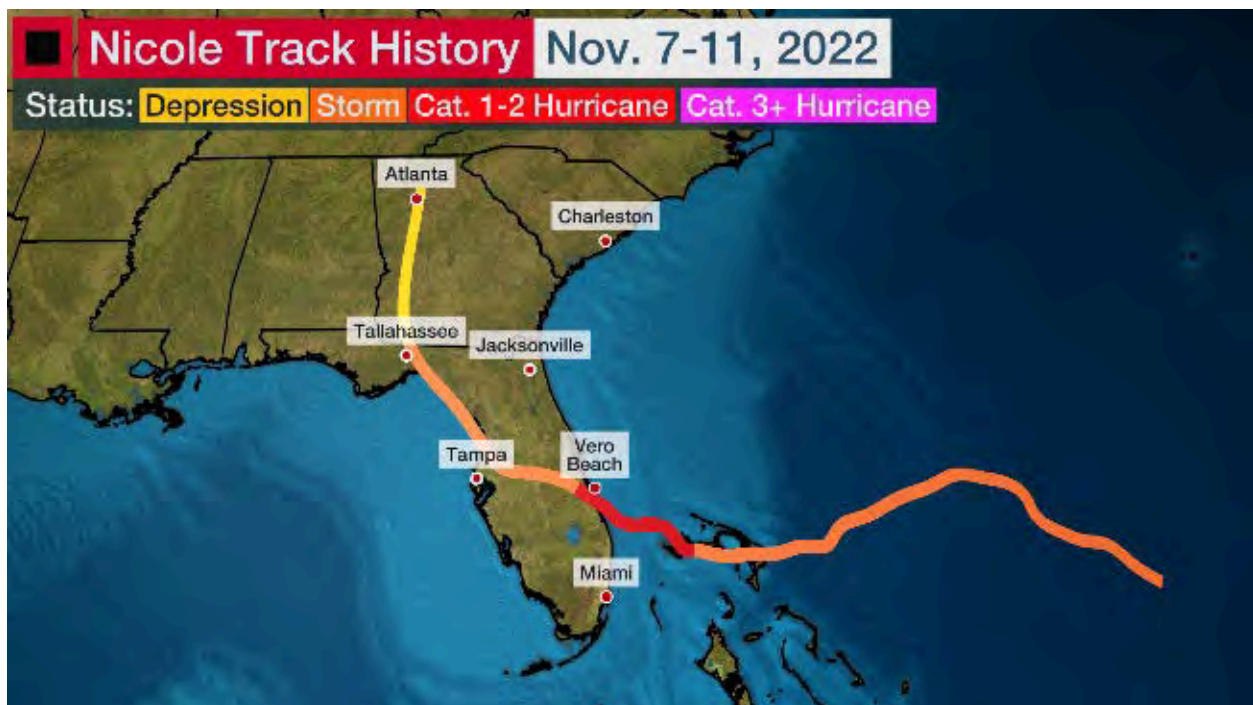 Nicole Track History Nov. 7-11, 2022
Status: Depression Storm Cat. 1-2 Hurricane Cat. 3+ Hurricane
Atlanta
Charleston
Tallahassee
Jacksonville
Tampa
Vero
Beach
Miami